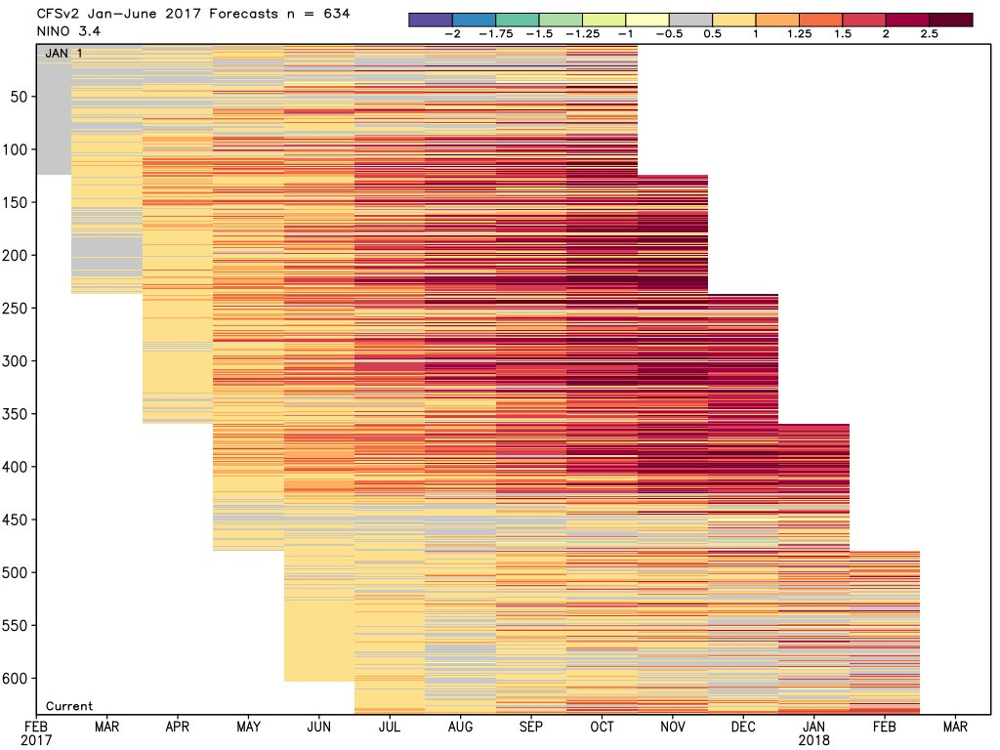 CFSv2 Jan-June 2017 Forecasts n = 634
NINO 3.4
-2 -1.75 -1.5 -1.25 -1 -0.5 0.5 1 1.25 1.5 2 2.5
JAN 1
50
100
150
200
250
300
350
400
450
500
550
600
Current
FEB MAR APR MAY JUN JUL AUG SEP OCT NOV DEC JAN FEB MAR
2017 2018